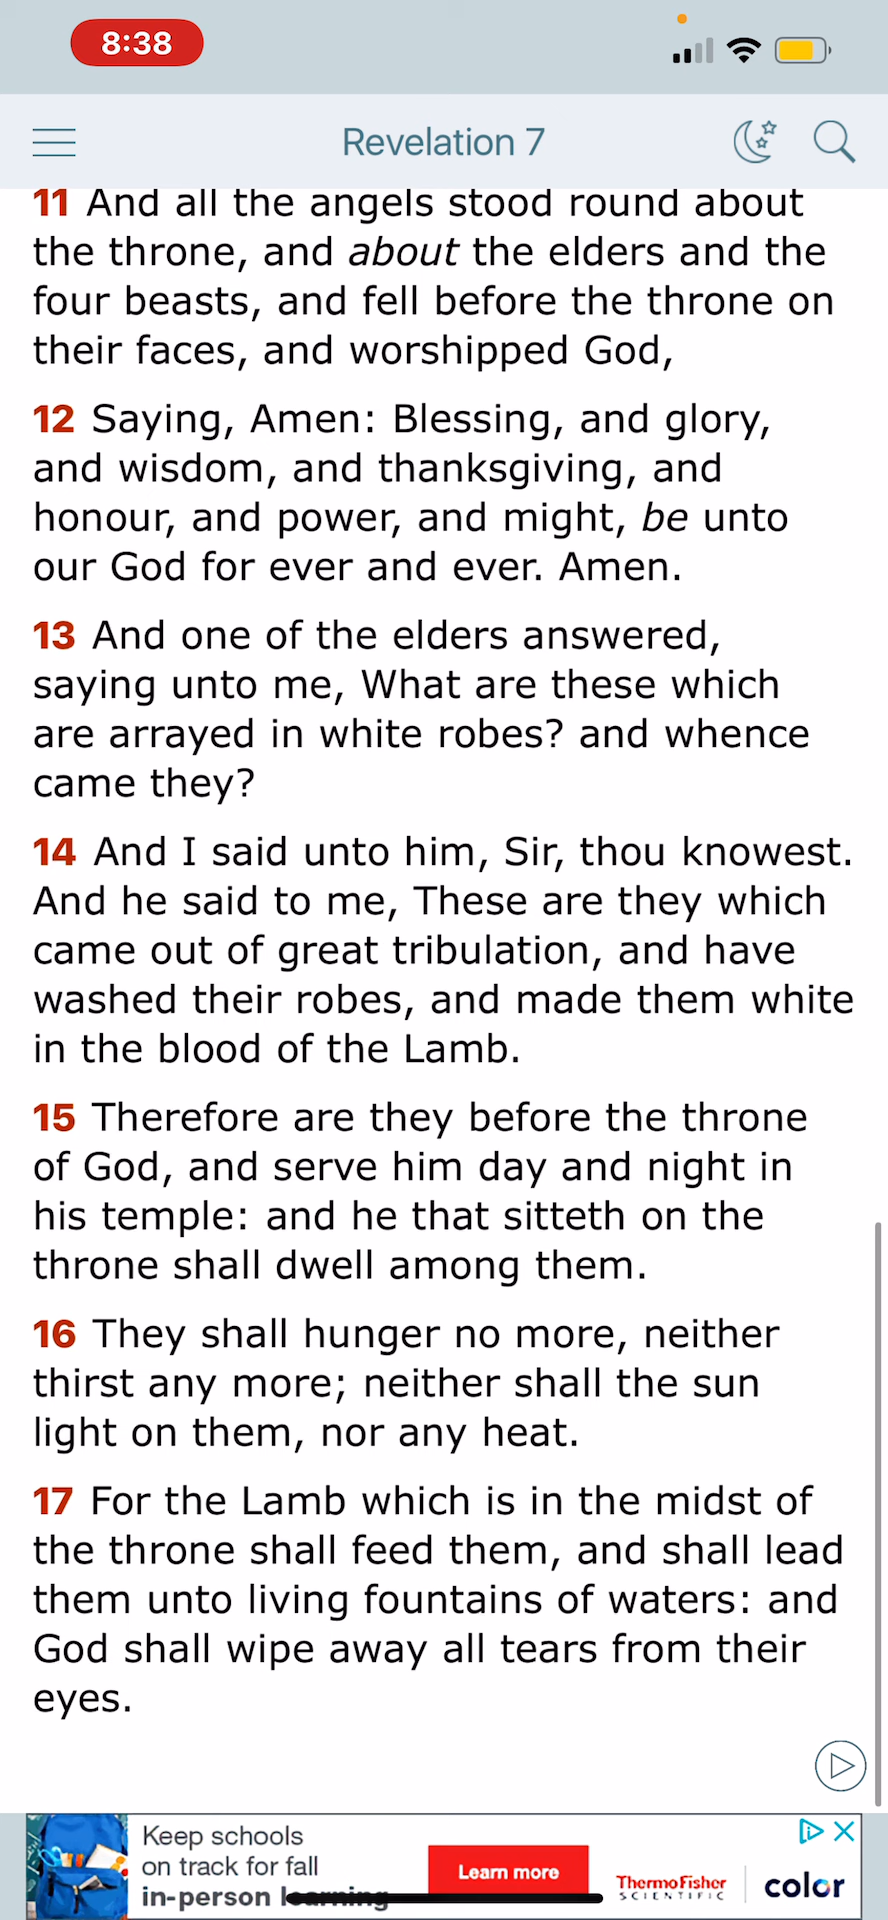 8:38
Revelation 7
11 And all the angels stood round about
the throne, and about the elders and the
four beasts, and fell before the throne on
their faces, and worshipped God,
12 Saying, Amen: Blessing, and glory,
and wisdom, and thanksgiving, and
honour, and power, and might, be unto
our God for ever and ever. Amen.
13 And one of the elders answered,
saying unto me, What are these which
are arrayed in white robes? and whence
came they?
14 And I said unto him, Sir, thou knowest.
And he said to me, These are they which
came out of great tribulation, and have
washed their robes, and made them white
in the blood of the Lamb.
15 Therefore are they before the throne
of God, and serve him day and night in
his temple: and he that sitteth on the
throne shall dwell among them.
16 They shall hunger no more, neither
thirst any more; neither shall the sun
light on them, nor any heat.
17 For the Lamb which is in the midst of
the throne shall feed them, and shall lead
them unto living fountains of waters: and
God shall wipe away all tears from their
eyes.
Keep schools
on track for fall
in-person learning
Learn more
ThermoFisher
SCIENTIFIC
color